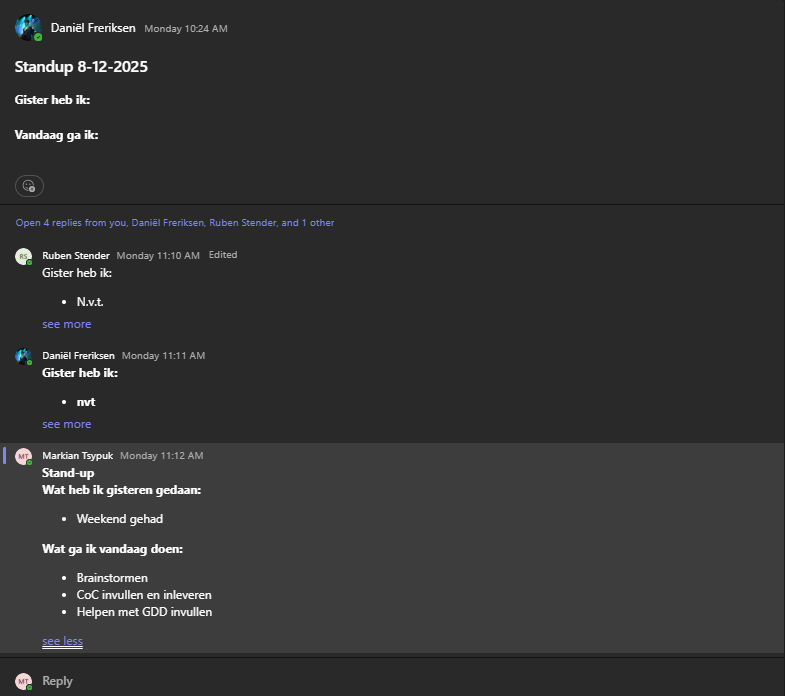 Daniël Freriksen Monday 10:24 AM
Standup 8-12-2025
Gister heb ik:
Vandaag ga ik:
Open 4 replies from you, Daniël Freriksen, Ruben Stender, and 1 other
RS Ruben Stender Monday 11:10 AM Edited
Gister heb ik:
• N.v.t.
see more
Daniël Freriksen Monday 11:11 AM
Gister heb ik:
• nvt
see more
MT Markian Tsypuk Monday 11:12 AM
Stand-up
Wat heb ik gisteren gedaan:
• Weekend gehad
Wat ga ik vandaag doen:
• Brainstormen
• CoC invullen en inleveren
• Helpen met GDD invullen
see less
MT Reply